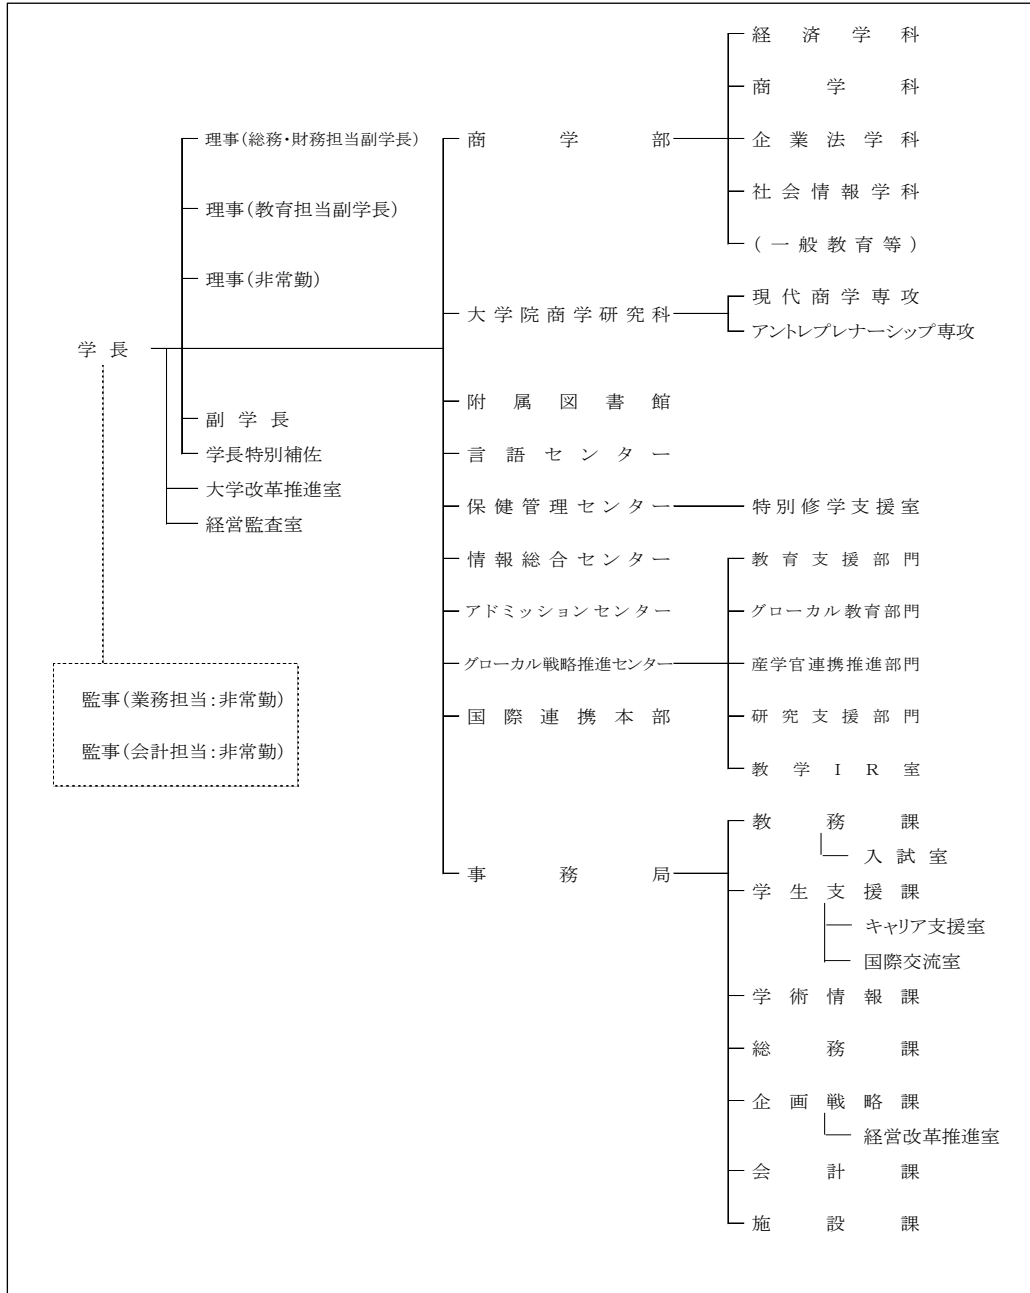 経済学科
商学科
理事(総務・財務担当副学長)
商学部
企業法学科
社会情報学科
理事(教育担当副学長)
(一般教育等)
理事(非常勤)
現代商学専攻
大学院商学研究科
アントレプレナーシップ専攻
学長
附属図書館
副学長
言語センター
学長特別補佐
大学改革推進室
保健管理センター
特別修学支援室
経営監査室
情報総合センター
教育支援部門
アドミッションセンター
グローカル教育部門
グローカル戦略推進センター
産学官連携推進部門
監事(業務担当:非常勤)
国際連携本部
研究支援部門
監事(会計担当:非常勤)
教学IR室
教務課
入試室
事務局
学生支援課
キャリア支援室
国際交流室
学術情報課
総務課
企画戦略課
経営改革推進室
会計課
施設課